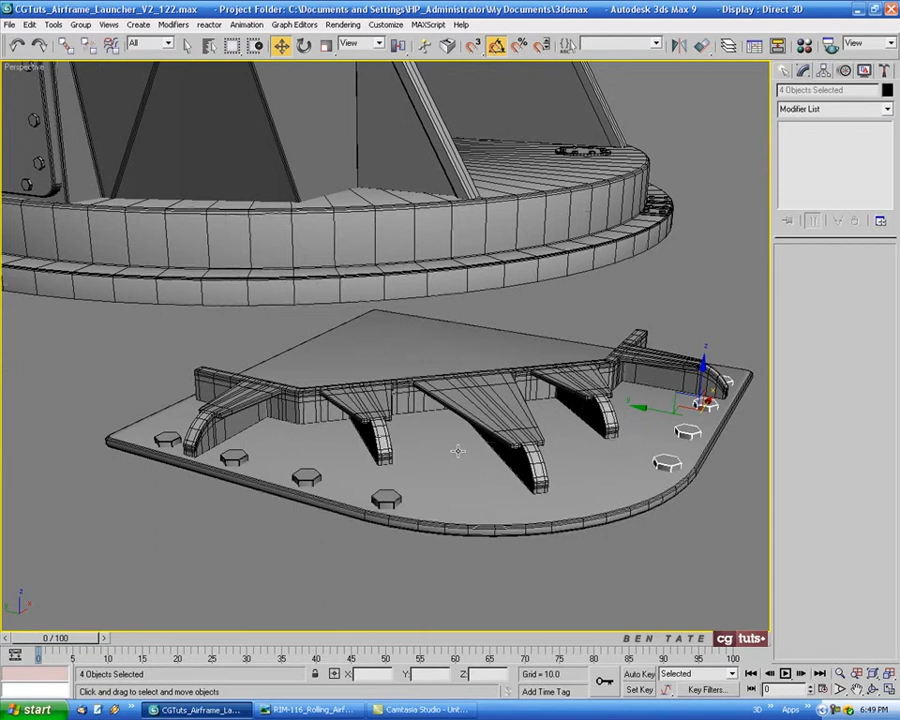 CGTuts_Airframe_Launcher_V2_122.max - Project Folder: C:\Documents and Settings\HP_Administrator\My Documents\3dsmax - Autodesk 3ds Max 9 - Display : Direct 3D
File Edit Tools Group Views Create Modifiers reactor Animation Graph Editors Rendering Customize MAXScript Help
All View View
Perspective
4 Objects Selected
Modifier List
z
z
0 / 100
BEN TATE cg tuts+
0 5 10 15 20 25 30 35 40 45 50 55 60 65 70 75 80 85 90 95 100
4 Objects Selected X: Y: Z: Grid = 10.0 Auto Key Selected
Click and drag to select and move objects Add Time Tag Set Key Key Filters... 0
start CGTuts_Airframe_La... RIM-116_Rolling_Airf... Camtasia Studio - Unt... 3D Apps 6:49 PM